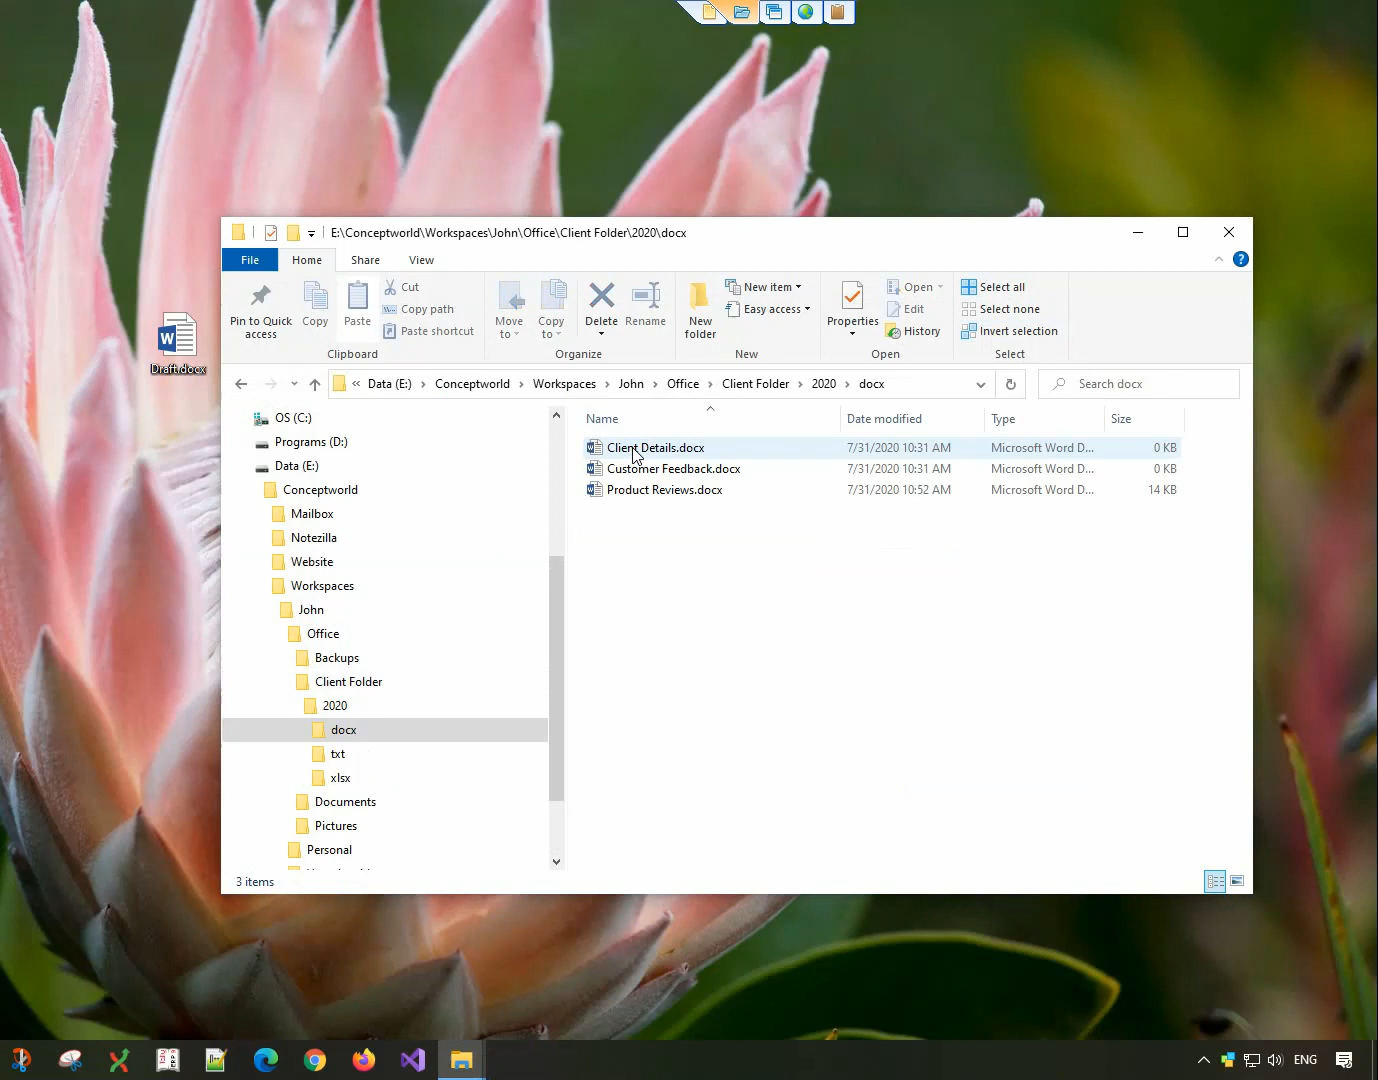 E:\Conceptworld\Workspaces\John\Office\Client Folder\2020\docx
File Home Share View
Pin to Quick access
Copy
Paste
Cut
Copy path
Paste shortcut
Clipboard
Move to
Copy to
Delete
Rename
Organize
New folder
New item
Easy access
New
Properties
Open
Edit
History
Open
Select all
Select none
Invert selection
Select
« Data (E:) › Conceptworld › Workspaces › John › Office › Client Folder › 2020 › docx
Search docx
Draft.docx
OS (C:)
Programs (D:)
Data (E:)
Conceptworld
Mailbox
Notezilla
Website
Workspaces
John
Office
Backups
Client Folder
2020
docx
txt
xlsx
Documents
Pictures
Personal
Name Date modified Type Size
Client Details.docx 7/31/2020 10:31 AM Microsoft Word D... 0 KB
Customer Feedback.docx 7/31/2020 10:31 AM Microsoft Word D... 0 KB
Product Reviews.docx 7/31/2020 10:52 AM Microsoft Word D... 14 KB
3 items
ENG